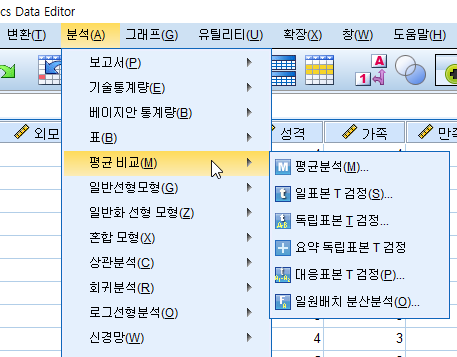 cs Data Editor
변환(T) 분석(A) 그래프(G) 유틸리티(U) 확장(X) 창(W) 도움말(H)
보고서(P)
기술통계량(E)
베이지안 통계량(B)
표(B)
평균 비교(M)
일반선형모형(G)
일반화 선형 모형(Z)
혼합 모형(X)
상관분석(C)
회귀분석(R)
로그선형분석(O)
신경망(W)
외모 성격 가족 만족
평균분석(M)...
일표본 T 검정(S)...
독립표본 T 검정...
요약 독립표본 T 검정
대응표본 T 검정(P)...
일원배치 분산분석(O)...
4 3